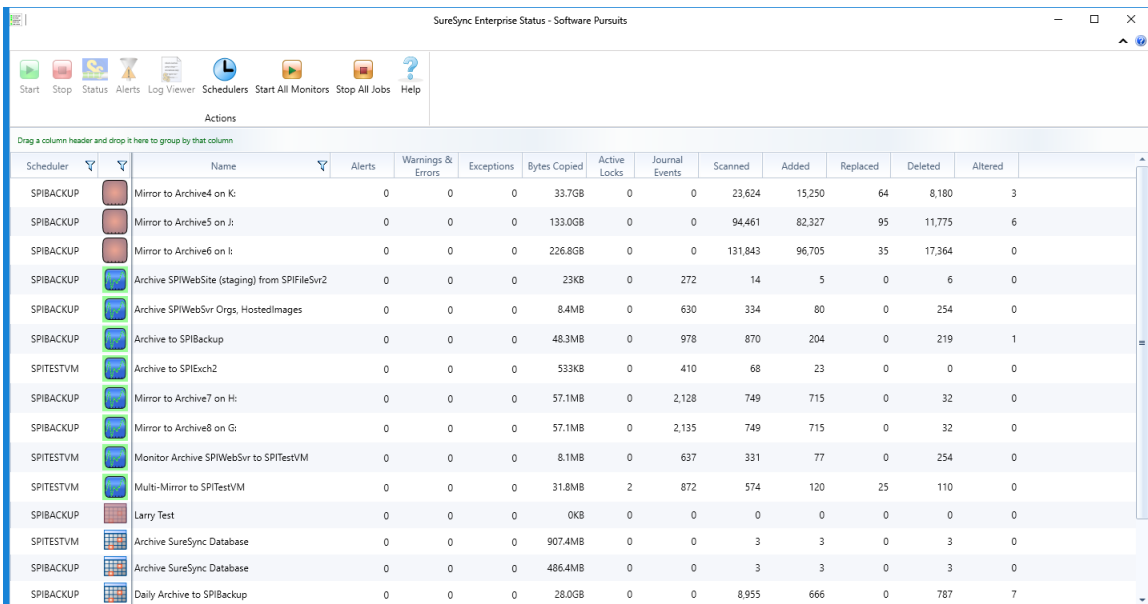 SureSync Enterprise Status - Software Pursuits
Start Stop Status Alerts Log Viewer Schedulers Start All Monitors Stop All Jobs Help
Actions
Drag a column header and drop it here to group by that column
Scheduler Name Alerts Warnings & Errors Exceptions Bytes Copied Active Locks Journal Events Scanned Added Replaced Deleted Altered
SPIBACKUP Mirror to Archive4 on K: 0 0 0 33.7GB 0 0 23,624 15,250 64 8,180 3
SPIBACKUP Mirror to Archive5 on J: 0 0 0 133.0GB 0 0 94,461 82,327 95 11,775 6
SPIBACKUP Mirror to Archive6 on I: 0 0 0 226.8GB 0 0 131,843 96,705 35 17,364 0
SPIBACKUP Archive SPIWebSite (staging) from SPIFileSvr2 0 0 0 23KB 0 272 14 5 0 6 0
SPIBACKUP Archive SPIWebSvr Orgs, HostedImages 0 0 0 8.4MB 0 630 334 80 0 254 0
SPIBACKUP Archive to SPIBackup 0 0 0 48.3MB 0 978 870 204 0 219 1
SPITESTVM Archive to SPIExch2 0 0 0 533KB 0 410 68 23 0 0 0
SPIBACKUP Mirror to Archive7 on H: 0 0 0 57.1MB 0 2,128 749 715 0 32 0
SPIBACKUP Mirror to Archive8 on G: 0 0 0 57.1MB 0 2,135 749 715 0 32 0
SPITESTVM Monitor Archive SPIWebSvr to SPITestVM 0 0 0 8.1MB 0 637 331 77 0 254 0
SPITESTVM Multi-Mirror to SPITestVM 0 0 0 31.8MB 2 872 574 120 25 110 0
SPIBACKUP Larry Test 0 0 0 0KB 0 0 0 0 0 0 0
SPITESTVM Archive SureSync Database 0 0 0 907.4MB 0 0 3 3 0 3 0
SPIBACKUP Archive SureSync Database 0 0 0 486.4MB 0 0 3 3 0 3 0
SPIBACKUP Daily Archive to SPIBackup 0 0 0 28.0GB 0 0 8,955 666 0 787 7